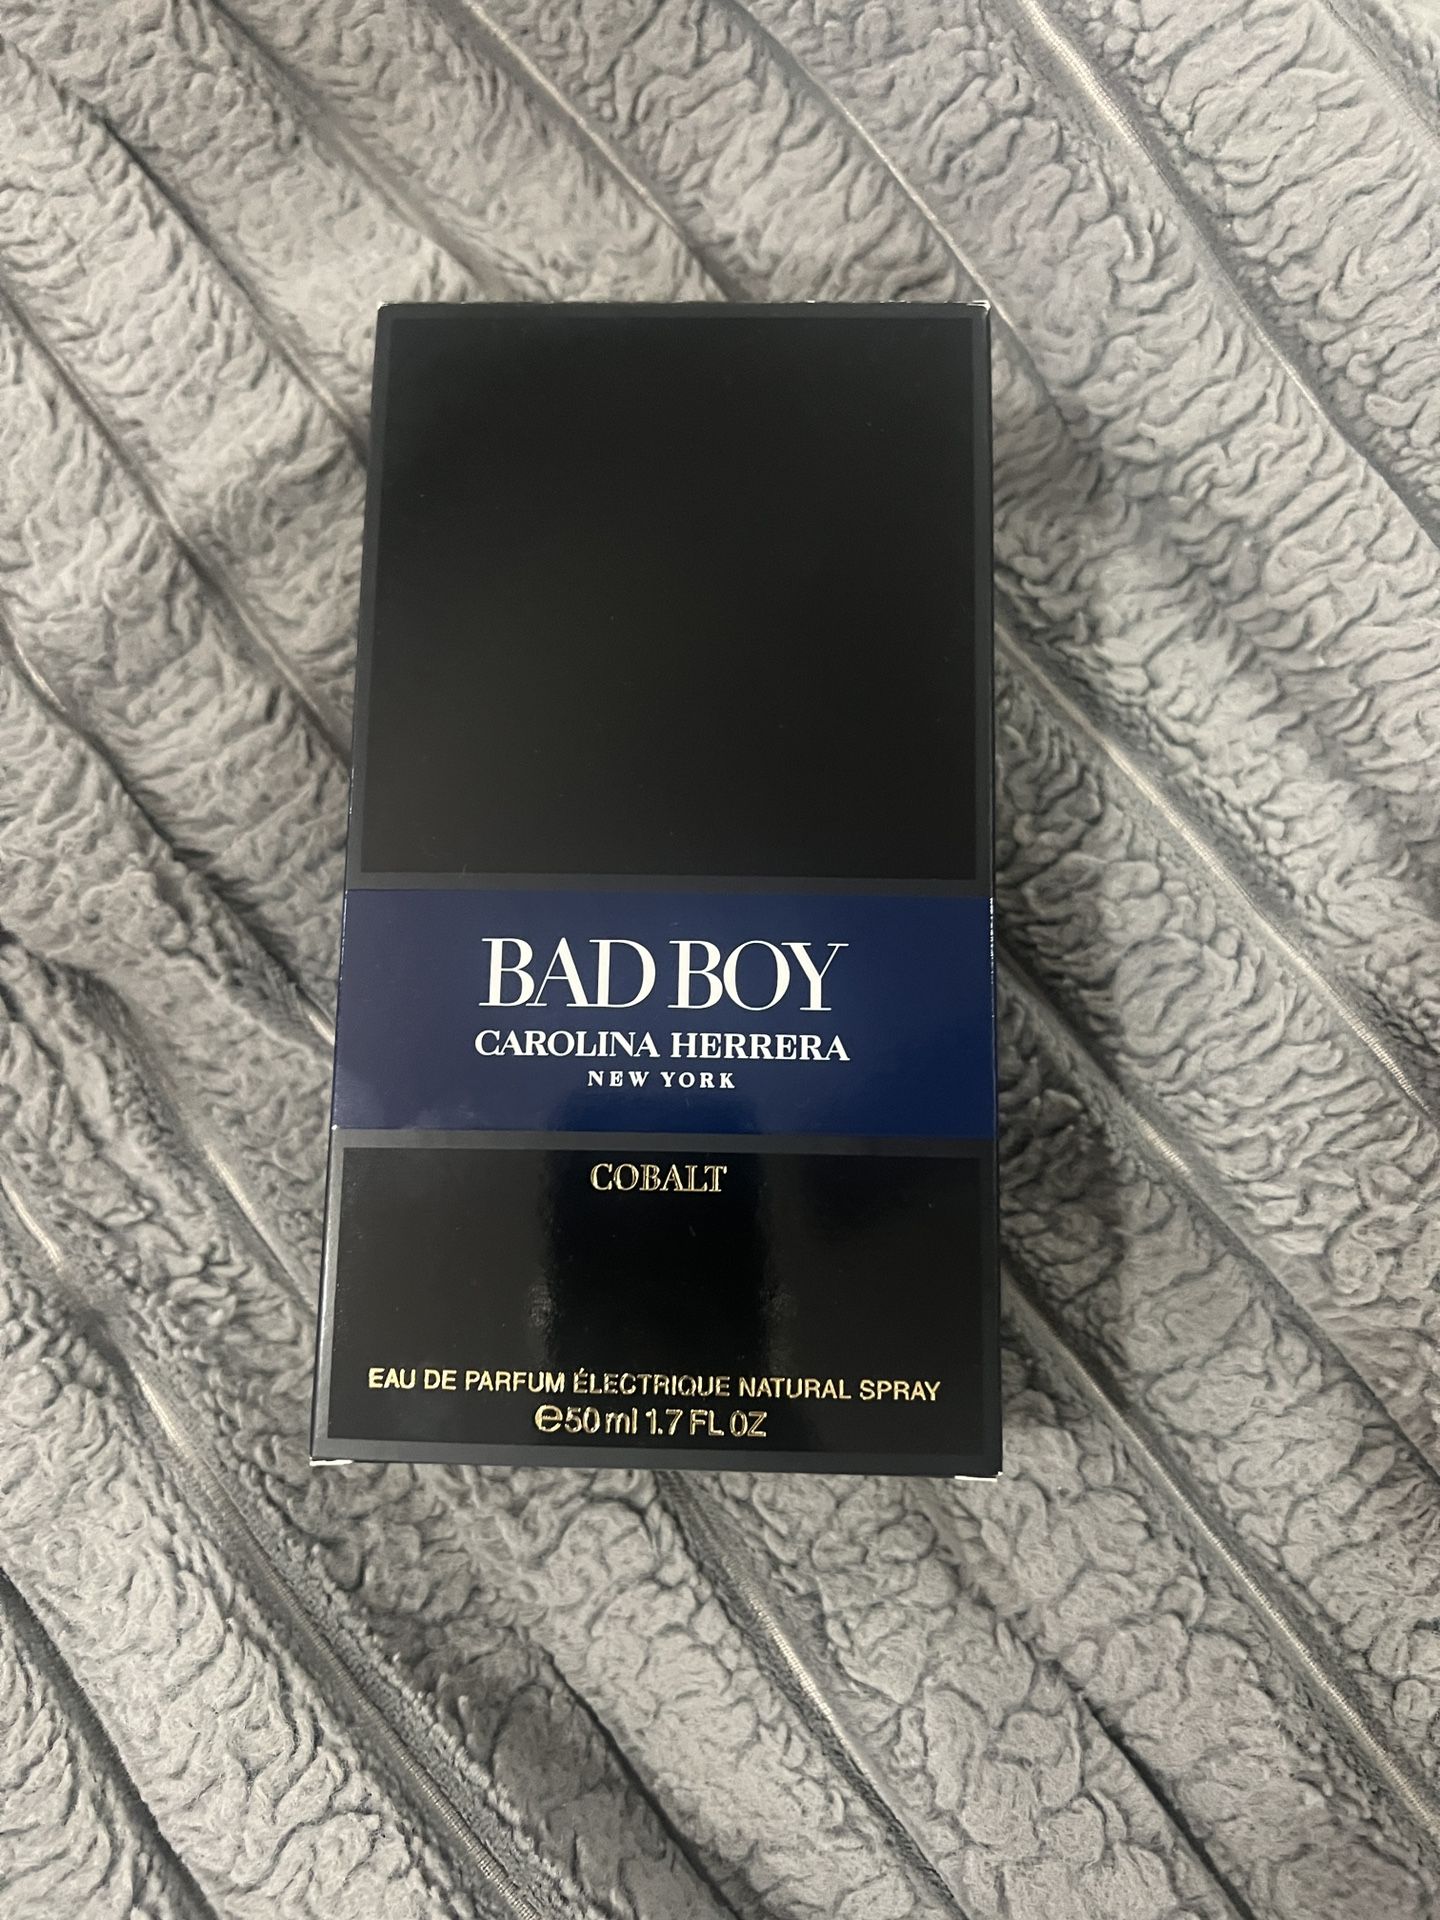 BAD BOY
CAROLINA HERRERA
NEW YORK
COBALT
EAU DE PARFUM ÉLECTRIQUE NATURAL SPRAY
℮50 ml 1.7 FL OZ